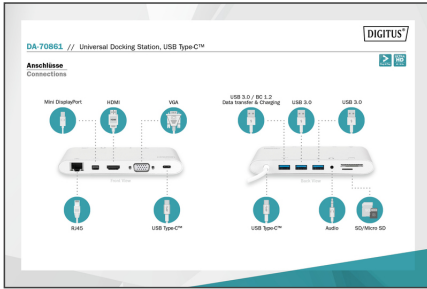 DIGITUS®
DA-70861 // Universal Docking Station, USB Type-C™
Anschlüsse
Connections
Mini DisplayPort
HDMI
VGA
USB 3.0 / BC 1.2
Data transfer & Charging
USB 3.0
USB 3.0
RJ45
USB Type-C™
USB Type-C™
Audio
SD/Micro SD